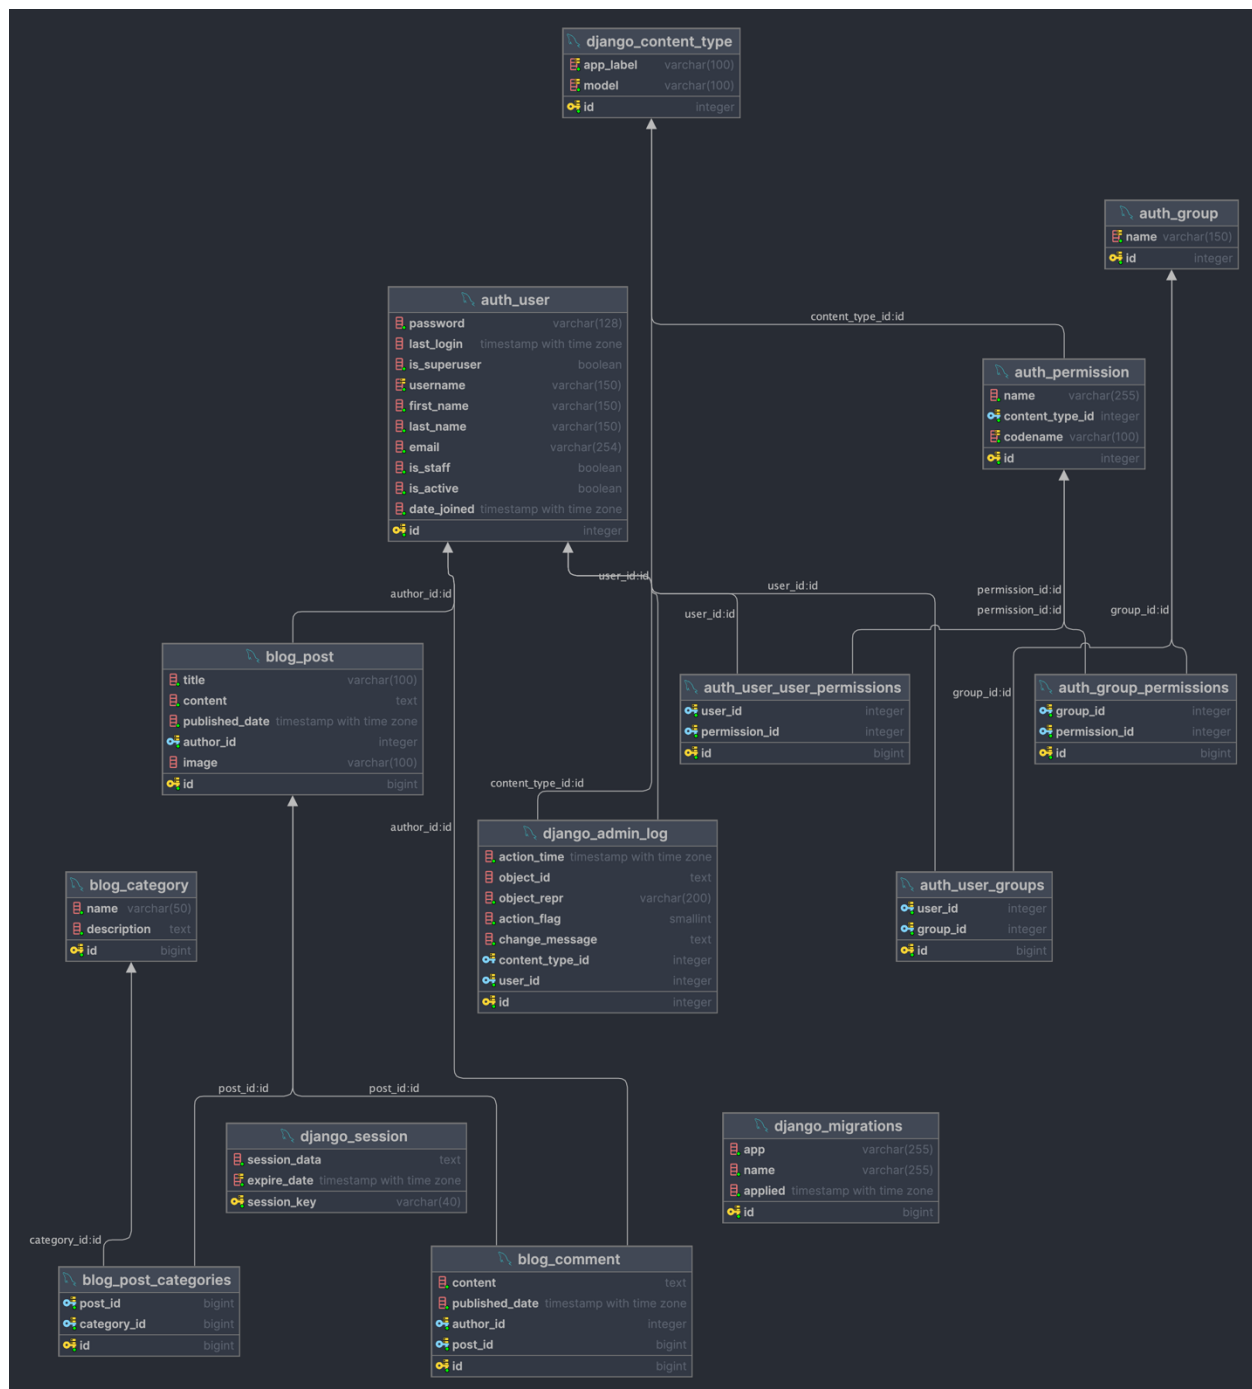 django_content_type
app_label varchar(100)
model varchar(100)
id integer
auth_group
name varchar(150)
id integer
auth_user
password varchar(128)
last_login timestamp with time zone
is_superuser boolean
username varchar(150)
first_name varchar(150)
last_name varchar(150)
email varchar(254)
is_staff boolean
is_active boolean
date_joined timestamp with time zone
id integer
content_type_id:id
auth_permission
name varchar(255)
content_type_id integer
codename varchar(100)
id integer
user_id:id
user_id:id
author_id:id
user_id:id
permission_id:id
permission_id:id
group_id:id
blog_post
title varchar(100)
content text
published_date timestamp with time zone
author_id integer
image varchar(100)
id bigint
auth_user_user_permissions
user_id integer
permission_id integer
id bigint
group_id:id
auth_group_permissions
group_id integer
permission_id integer
id bigint
content_type_id:id
author_id:id
django_admin_log
action_time timestamp with time zone
object_id text
object_repr varchar(200)
action_flag smallint
change_message text
content_type_id integer
user_id integer
id integer
blog_category
name varchar(50)
description text
id bigint
auth_user_groups
user_id integer
group_id integer
id bigint
post_id:id
post_id:id
django_session
session_data text
expire_date timestamp with time zone
session_key varchar(40)
django_migrations
app varchar(255)
name varchar(255)
applied timestamp with time zone
id bigint
category_id:id
blog_post_categories
post_id bigint
category_id bigint
id bigint
blog_comment
content text
published_date timestamp with time zone
author_id integer
post_id bigint
id bigint